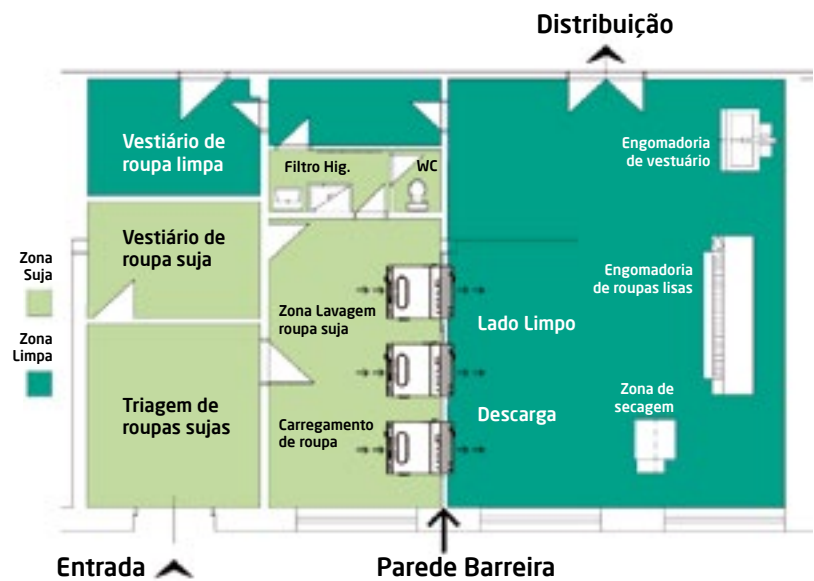 Distribuição
Vestiário de
roupa limpa
Filtro Hig.
WC
Engomadoria
de vestuário
Vestiário de
roupa suja
Zona
Suja
Zona
Limpa
Zona Lavagem
roupa suja
Lado Limpo
Engomadoria
de roupas lisas
Triagem de
roupas sujas
Carregamento
de roupa
Descarga
Zona de
secagem
Entrada
Parede Barreira